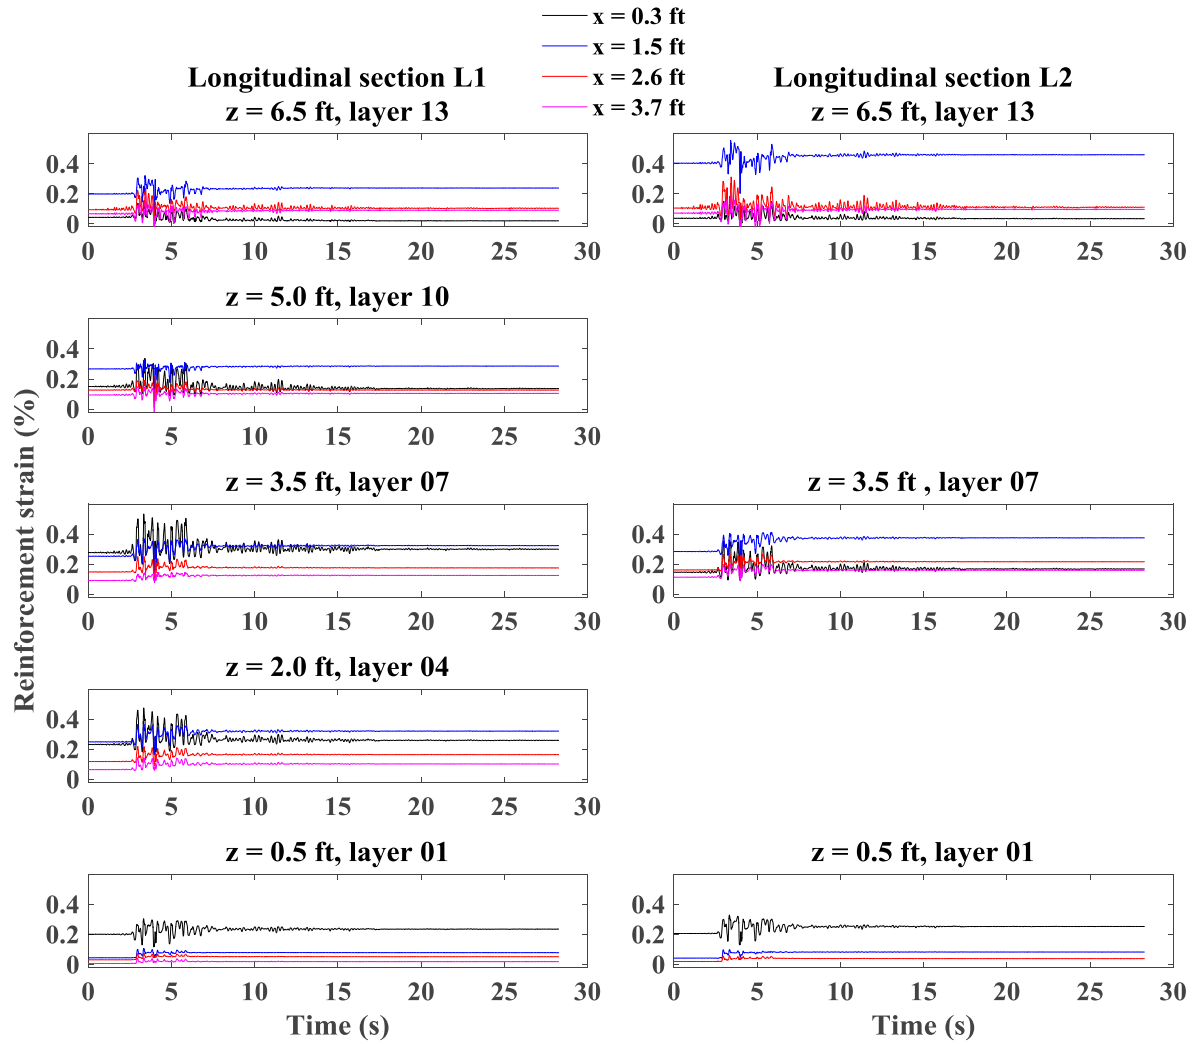 x = 0.3 ft
x = 1.5 ft
x = 2.6 ft
x = 3.7 ft
Longitudinal section L1
z = 6.5 ft, layer 13
0.4
0.2
0
0 5 10 15 20 25 30
Longitudinal section L2
z = 6.5 ft, layer 13
0.4
0.2
0
0 5 10 15 20 25 30
z = 5.0 ft, layer 10
0.4
0.2
0
0 5 10 15 20 25 30
Reinforcement strain (%)
z = 3.5 ft, layer 07
0.4
0.2
0
0 5 10 15 20 25 30
z = 3.5 ft , layer 07
0.4
0.2
0
0 5 10 15 20 25 30
z = 2.0 ft, layer 04
0.4
0.2
0
0 5 10 15 20 25 30
z = 0.5 ft, layer 01
0.4
0.2
0
0 5 10 15 20 25 30
Time (s)
z = 0.5 ft, layer 01
0.4
0.2
0
0 5 10 15 20 25 30
Time (s)